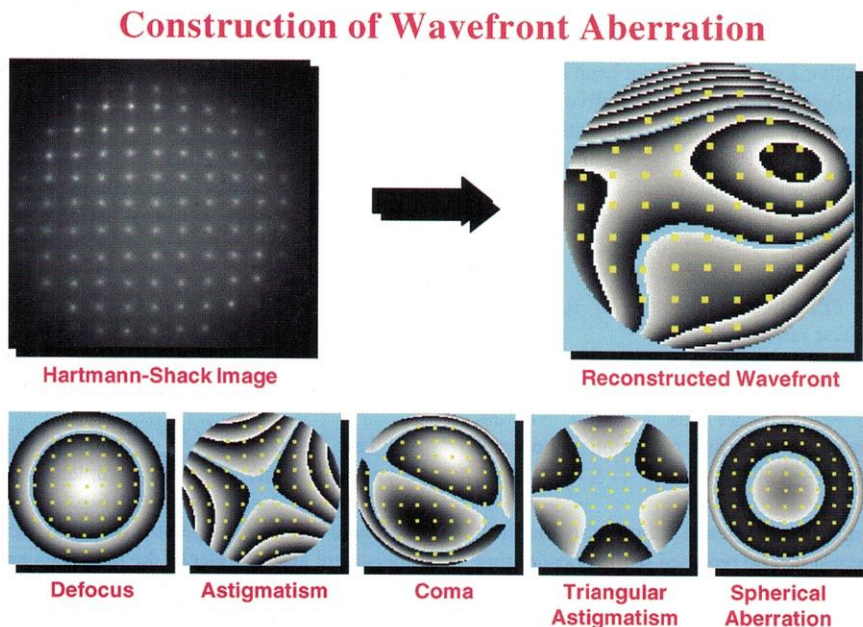 Construction of Wavefront Aberration
Hartmann-Shack Image
Reconstructed Wavefront
Defocus
Astigmatism
Coma
Triangular
Astigmatism
Spherical
Aberration